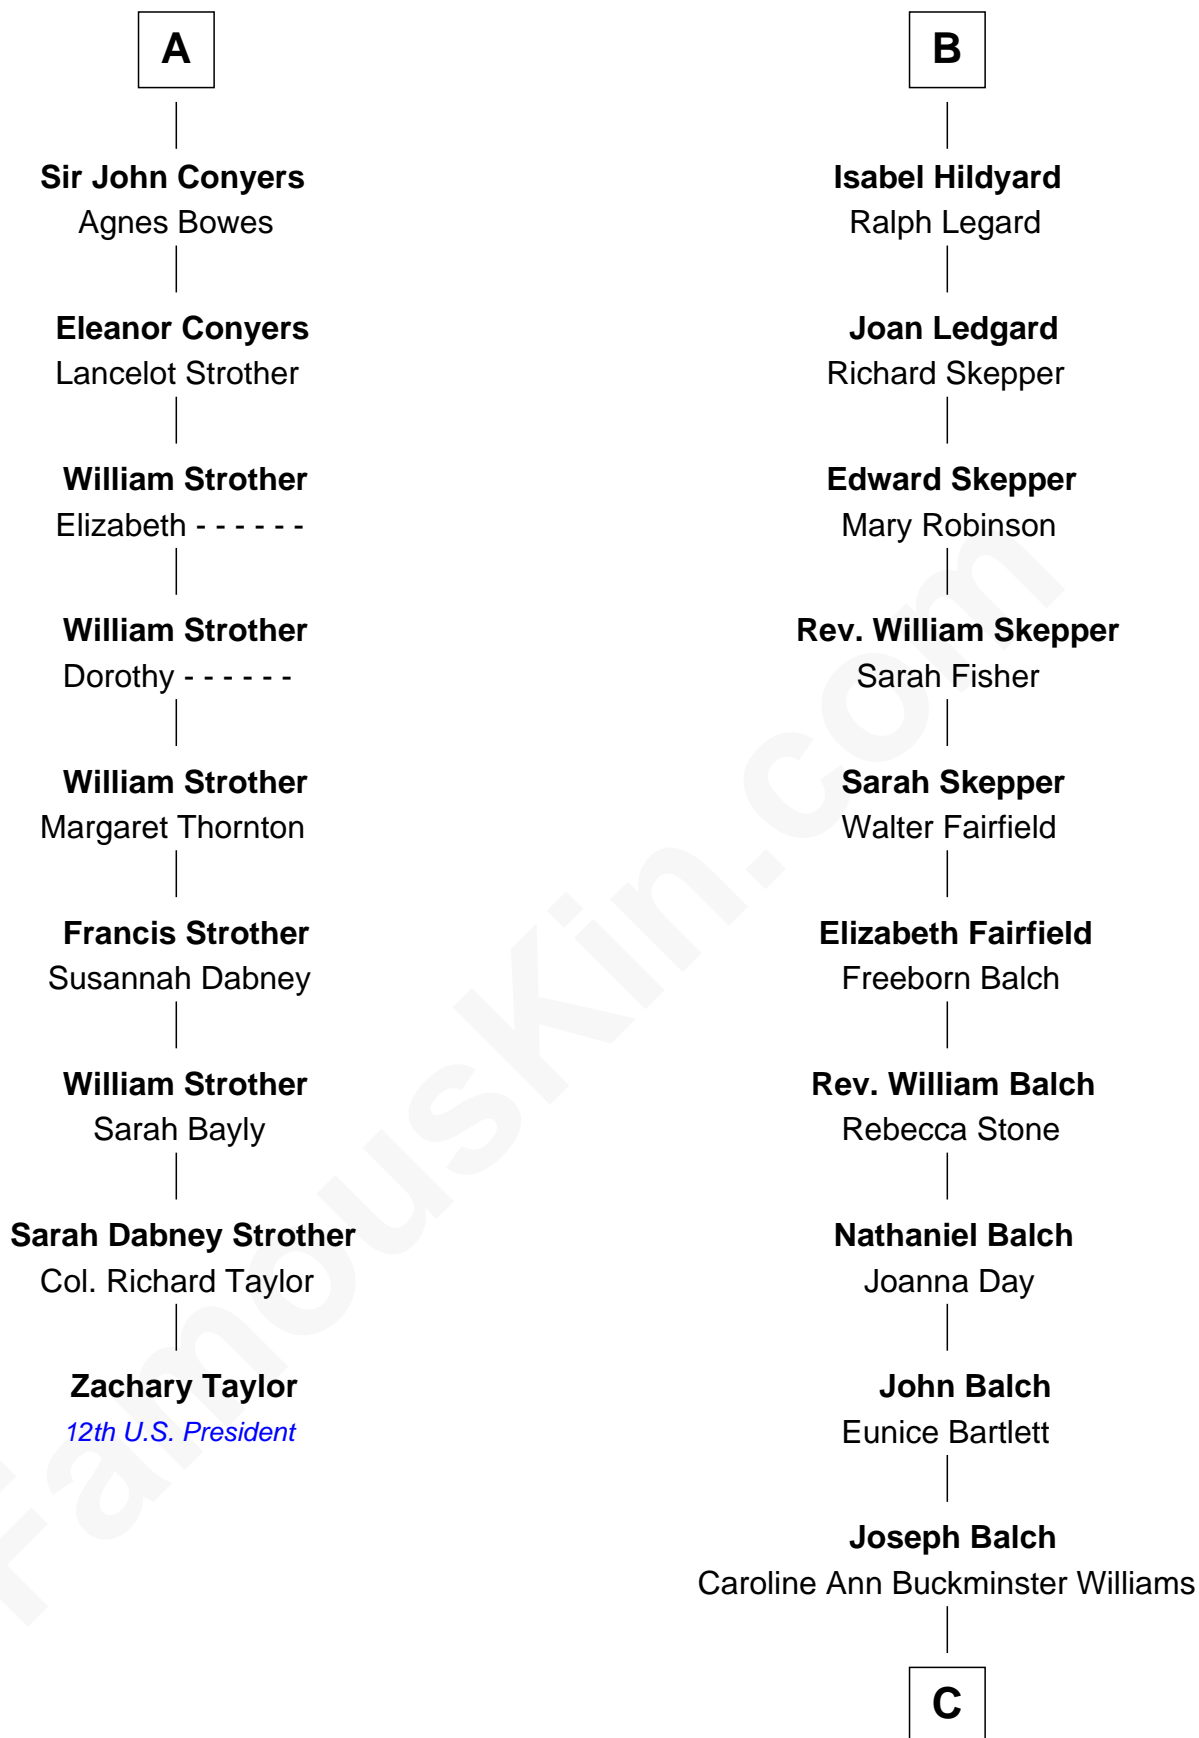 A
Sir John Conyers
Agnes Bowes
Eleanor Conyers
Lancelot Strother
William Strother
Elizabeth - - - - - -
William Strother
Dorothy - - - - - -
William Strother
Margaret Thornton
Francis Strother
Susannah Dabney
William Strother
Sarah Bayly
Sarah Dabney Strother
Col. Richard Taylor
Zachary Taylor
12th U.S. President
B
Isabel Hildyard
Ralph Legard
Joan Ledgard
Richard Skepper
Edward Skepper
Mary Robinson
Rev. William Skepper
Sarah Fisher
Sarah Skepper
Walter Fairfield
Elizabeth Fairfield
Freeborn Balch
Rev. William Balch
Rebecca Stone
Nathaniel Balch
Joanna Day
John Balch
Eunice Bartlett
Joseph Balch
Caroline Ann Buckminster Williams
C
FamousKin.com